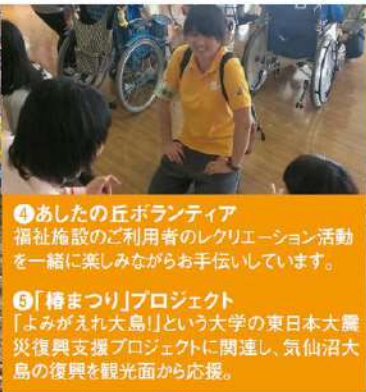 ❹あしたの丘ボランティア
福祉施設のご利用者のレクリエーション活動
を一緒に楽しみながらお手伝いしています。
❺「椿まつり」プロジェクト
「よみがえれ大島!」という大学の東日本大震
災復興支援プロジェクトに関連し、気仙沼大
島の復興を観光面から応援。